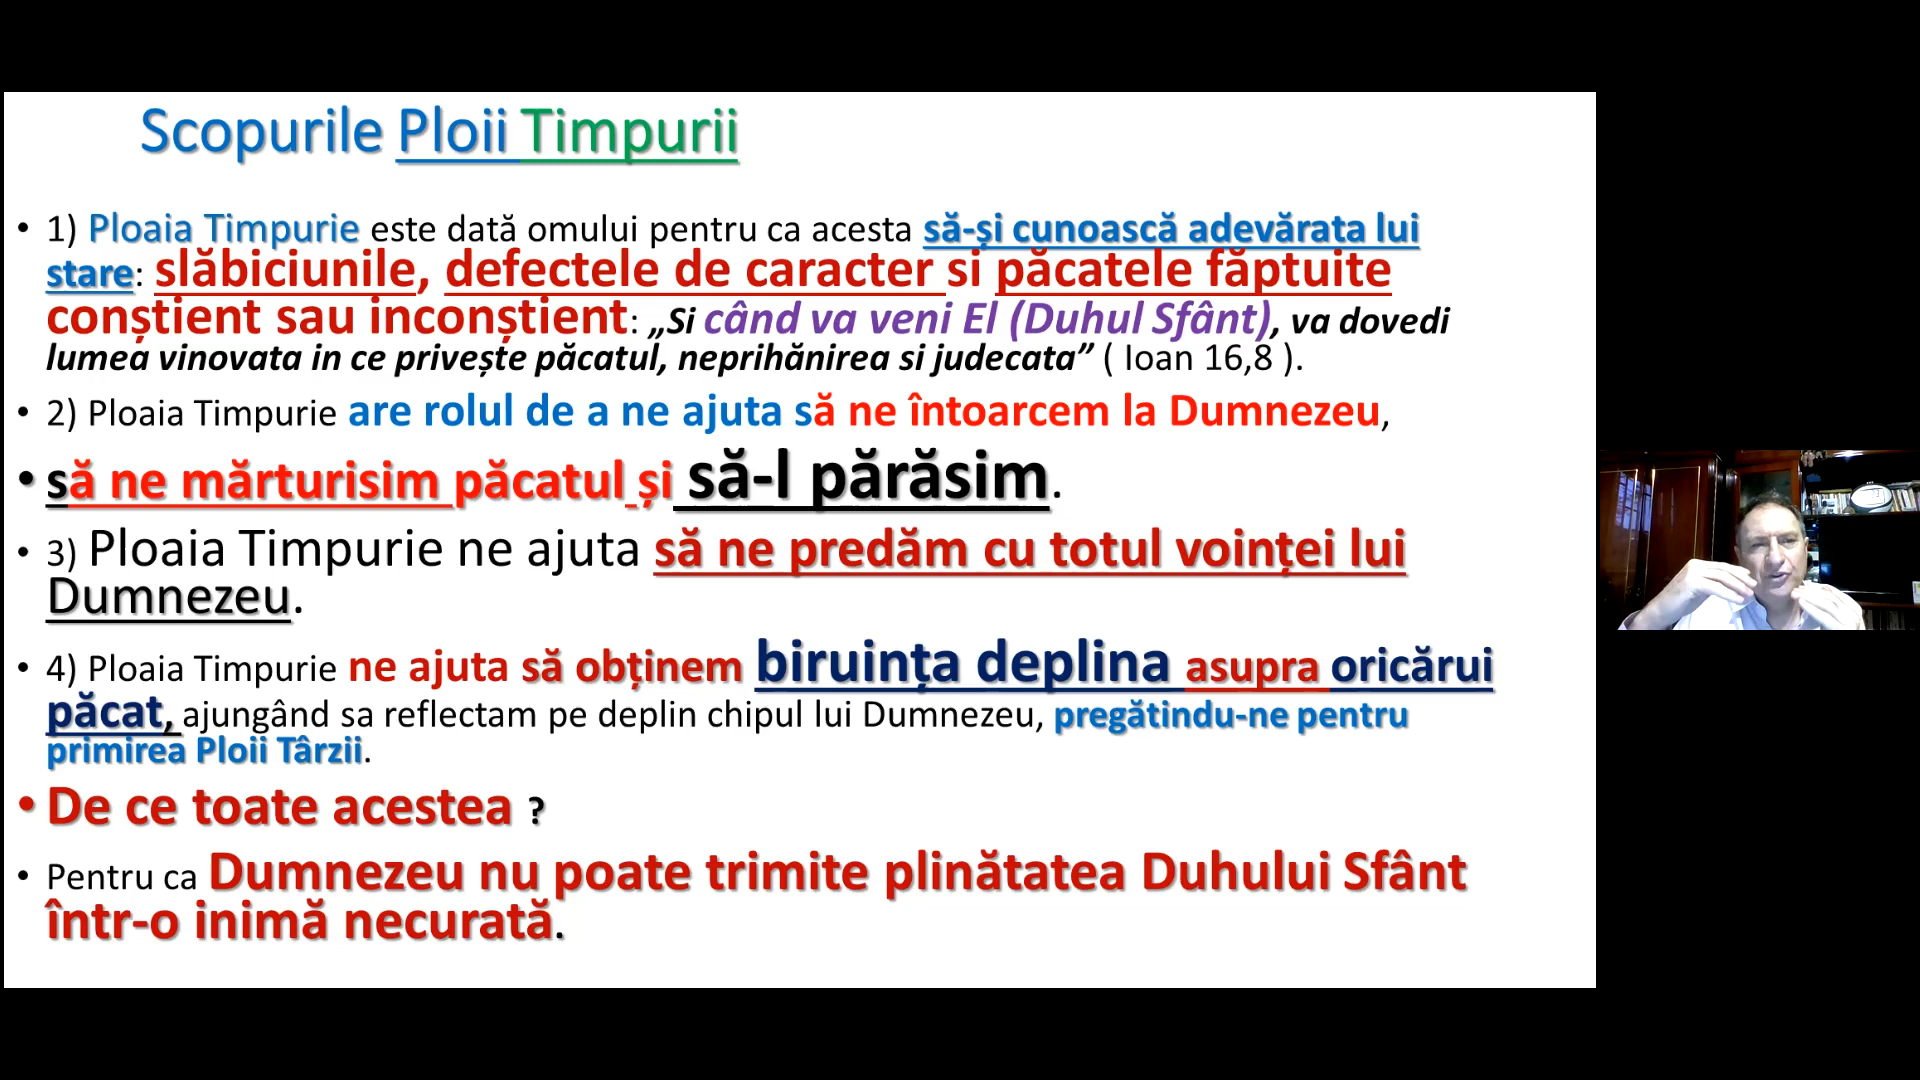 Scopurile Ploii Timpurii
• 1) Ploaia Timpurie este dată omului pentru ca acesta să-și cunoască adevărata lui
stare: slăbiciunile, defectele de caracter si păcatele făptuite
conștient sau inconștient: „Si când va veni El (Duhul Sfânt), va dovedi
lumea vinovata in ce privește păcatul, neprihănirea si judecata” ( Ioan 16,8 ).
• 2) Ploaia Timpurie are rolul de a ne ajuta să ne întoarcem la Dumnezeu,
• să ne mărturisim păcatul și să-l părăsim.
• 3) Ploaia Timpurie ne ajuta să ne predăm cu totul voinței lui
Dumnezeu.
• 4) Ploaia Timpurie ne ajuta să obținem biruința deplina asupra oricărui
păcat, ajungând sa reflectam pe deplin chipul lui Dumnezeu, pregătindu-ne pentru
primirea Ploii Târzii.
• De ce toate acestea ?
• Pentru ca Dumnezeu nu poate trimite plinătatea Duhului Sfânt
într-o inimă necurată.